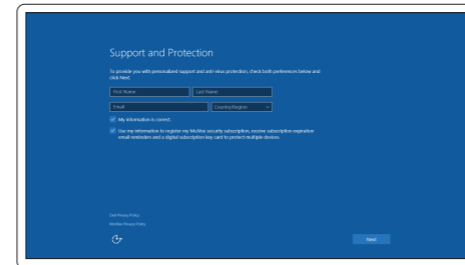 Support and Protection
To provide you with personalized support and anti-virus protection, check both preferences below and
click Next.
First Name
Last Name
Email
Country/Region
My information is correct.
Use my information to register my McAfee security subscription, receive subscription expiration
email reminders and a digital subscription key card to protect multiple devices.
Dell Privacy Policy
McAfee Privacy Policy
Next